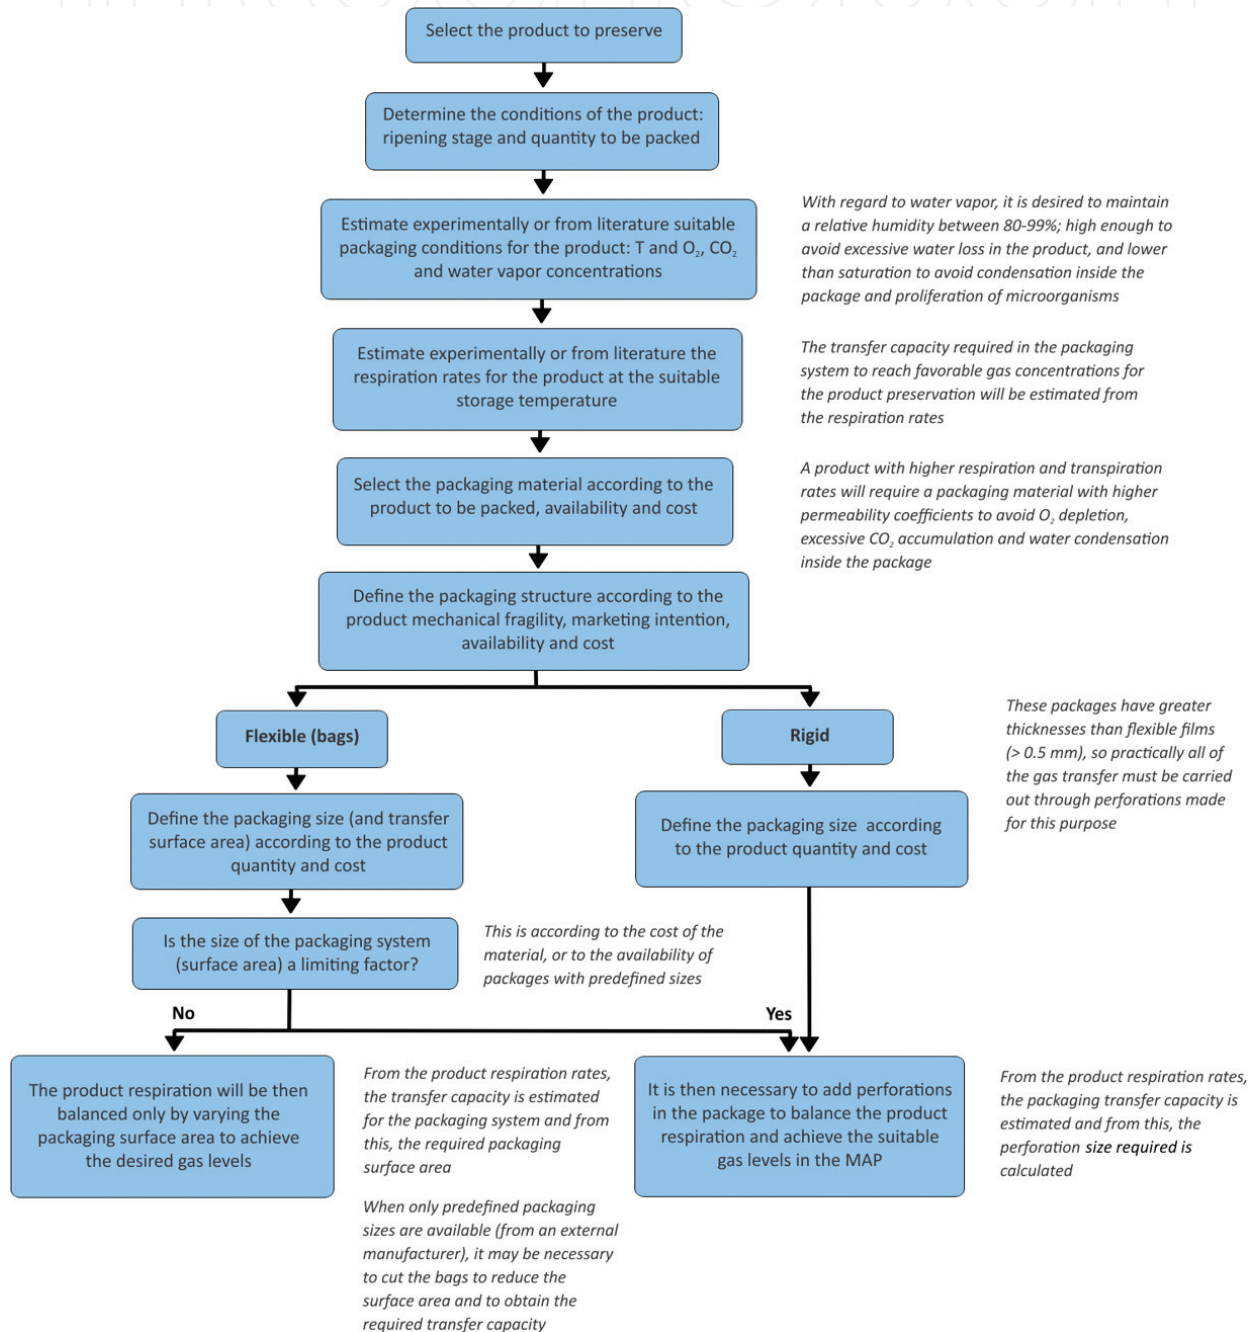 Select the product to preserve
Determine the conditions of the product:
ripening stage and quantity to be packed
Estimate experimentally or from literature suitable
packaging conditions for the product: T and O₂, CO₂
and water vapor concentrations
With regard to water vapor, it is desired to maintain
a relative humidity between 80-99%; high enough to
avoid excessive water loss in the product, and lower
than saturation to avoid condensation inside the
package and proliferation of microorganisms
Estimate experimentally or from literature the
respiration rates for the product at the suitable
storage temperature
The transfer capacity required in the packaging
system to reach favorable gas concentrations for
the product preservation will be estimated from
the respiration rates
Select the packaging material according to the
product to be packed, availability and cost
A product with higher respiration and transpiration
rates will require a packaging material with higher
permeability coefficients to avoid O₂ depletion,
excessive CO₂ accumulation and water condensation
inside the package
Define the packaging structure according to the
product mechanical fragility, marketing intention,
availability and cost
Flexible (bags)
Rigid
These packages have greater
thicknesses than flexible films
(> 0.5 mm), so practically all of
the gas transfer must be carried
out through perforations made
for this purpose
Define the packaging size (and transfer
surface area) according to the product
quantity and cost
Define the packaging size according
to the product quantity and cost
Is the size of the packaging system
(surface area) a limiting factor?
This is according to the cost of the
material, or to the availability of
packages with predefined sizes
No
Yes
The product respiration will be then
balanced only by varying the
packaging surface area to achieve
the desired gas levels
From the product respiration rates,
the transfer capacity is estimated
for the packaging system and from
this, the required packaging
surface area
When only predefined packaging
sizes are available (from an external
manufacturer), it may be necessary
to cut the bags to reduce the
surface area and to obtain the
required transfer capacity
It is then necessary to add perforations
in the package to balance the product
respiration and achieve the suitable
gas levels in the MAP
From the product respiration rates,
the packaging transfer capacity is
estimated and from this, the
perforation size required is
calculated